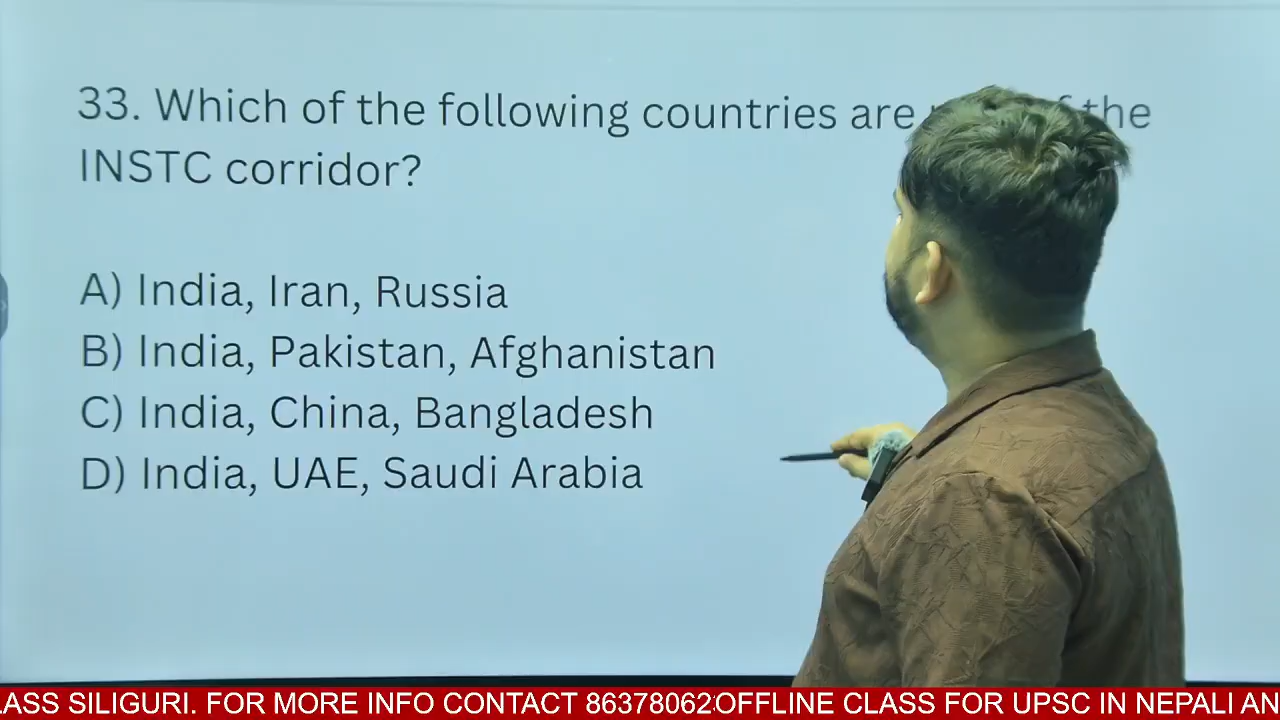 33. Which of the following countries are the
INSTC corridor?
A) India, Iran, Russia
B) India, Pakistan, Afghanistan
C) India, China, Bangladesh
D) India, UAE, Saudi Arabia
ASS SILIGURI. FOR MORE INFO CONTACT 86378062 OFFLINE CLASS FOR UPSC IN NEPALI AN